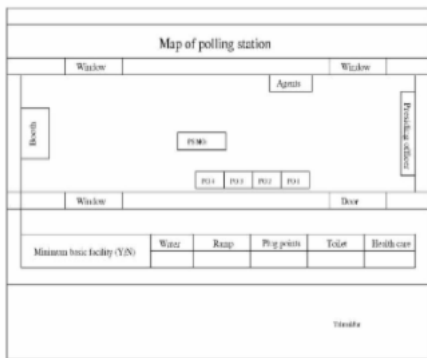 Map of polling station
Window Window
Agents
Booth
Presiding officer
PO4 PO3 PO2 PO1
Window Door
Minimum basic facility (Y/N) Water Ramp Plug points Toilet Health care